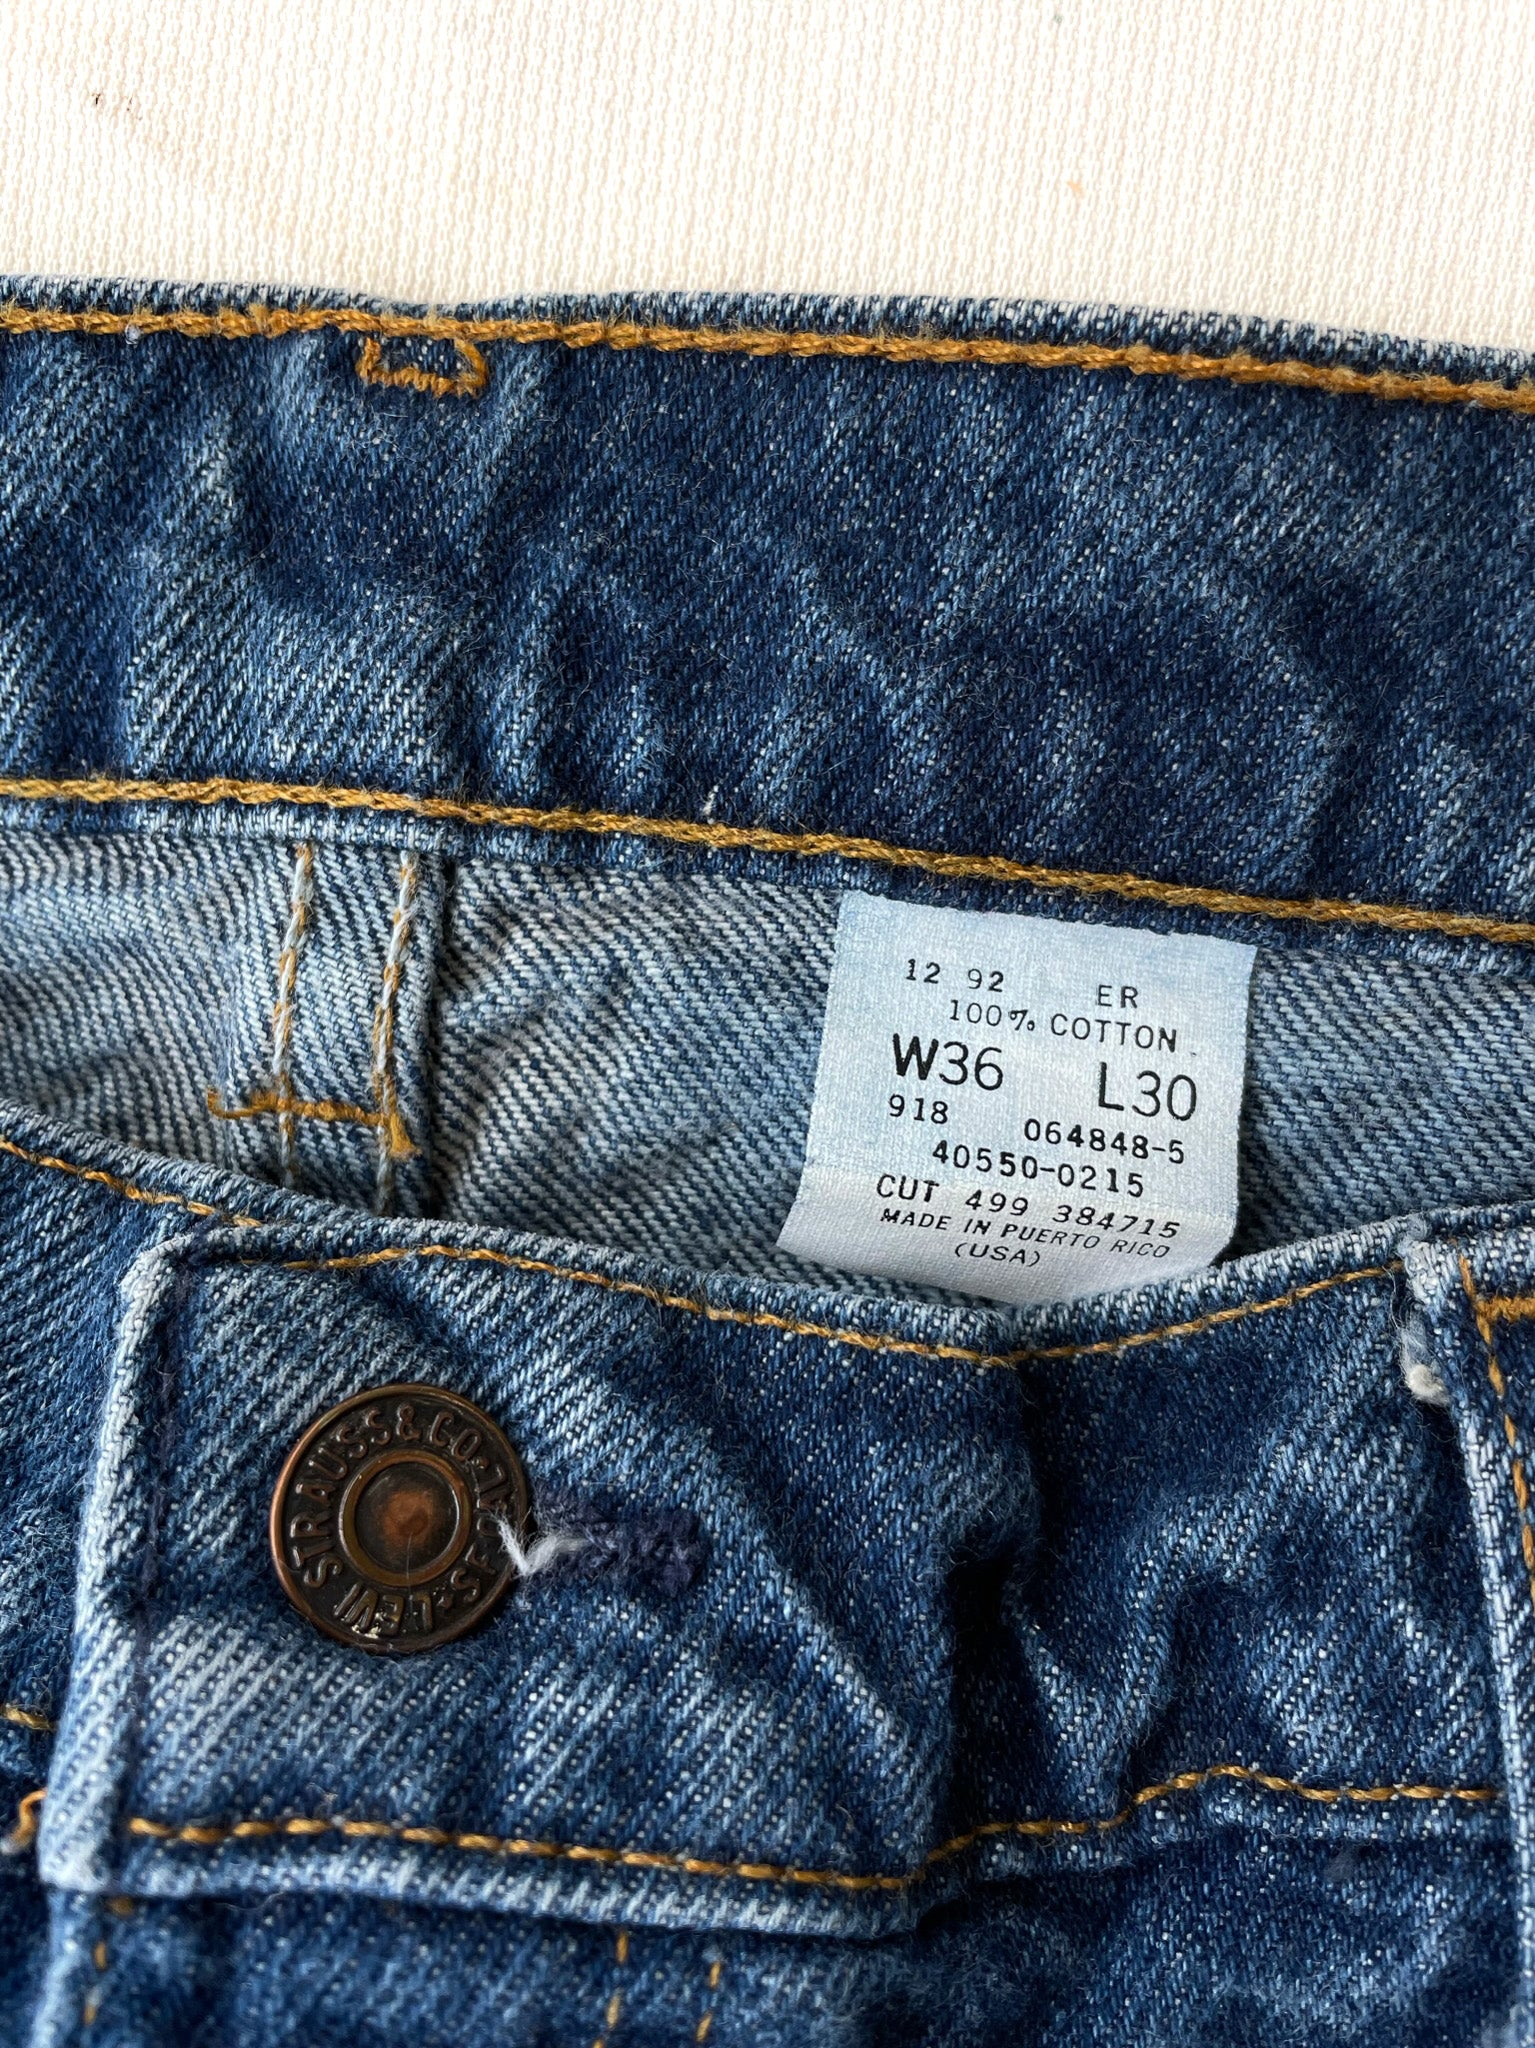 12 92 ER
100% COTTON
W36 L30
918 064848-5
40550-0215
CUT 499 384715
MADE IN PUERTO RICO
(USA)
LEVI STRAUSS & CO. S.F. CAL.